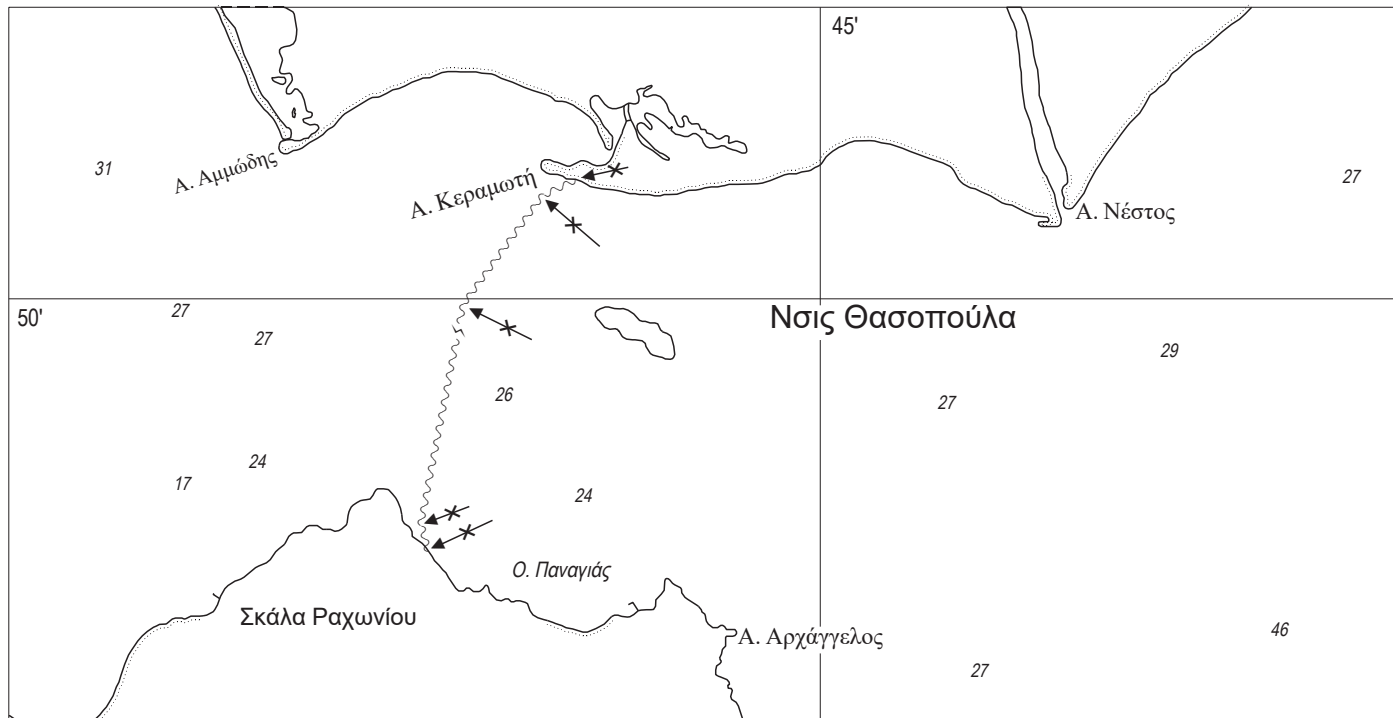 45'
31
Α. Αμμώδης
Α. Κεραμωτή
27
Α. Νέστος
50'
27
27
Νσις Θασοπούλα
29
26
27
24
17
24
Ο. Παναγιάς
Σκάλα Ραχωνίου
Α. Αρχάγγελος
46
27